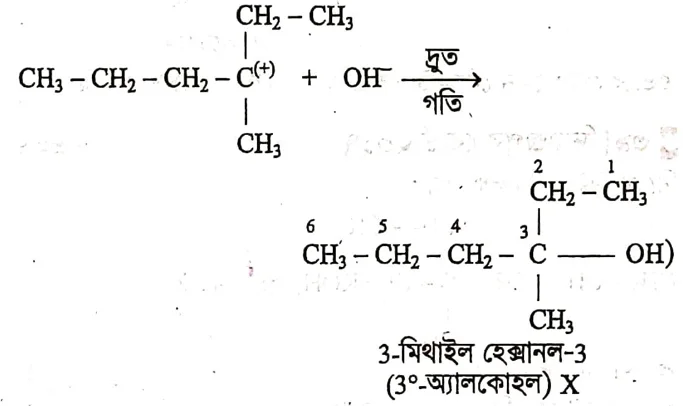 CH₂ – CH₃
|
CH₃ – CH₂ – CH₂ – C⁽⁺⁾ + OH⁻ দ্রুত গতি →
|
CH₃
2 1
CH₂ – CH₃
6 5 4 3 |
CH₃ – CH₂ – CH₂ – C — OH)
|
CH₃
3-মিথাইল হেক্সানল-3
(3°-অ্যালকোহল) X